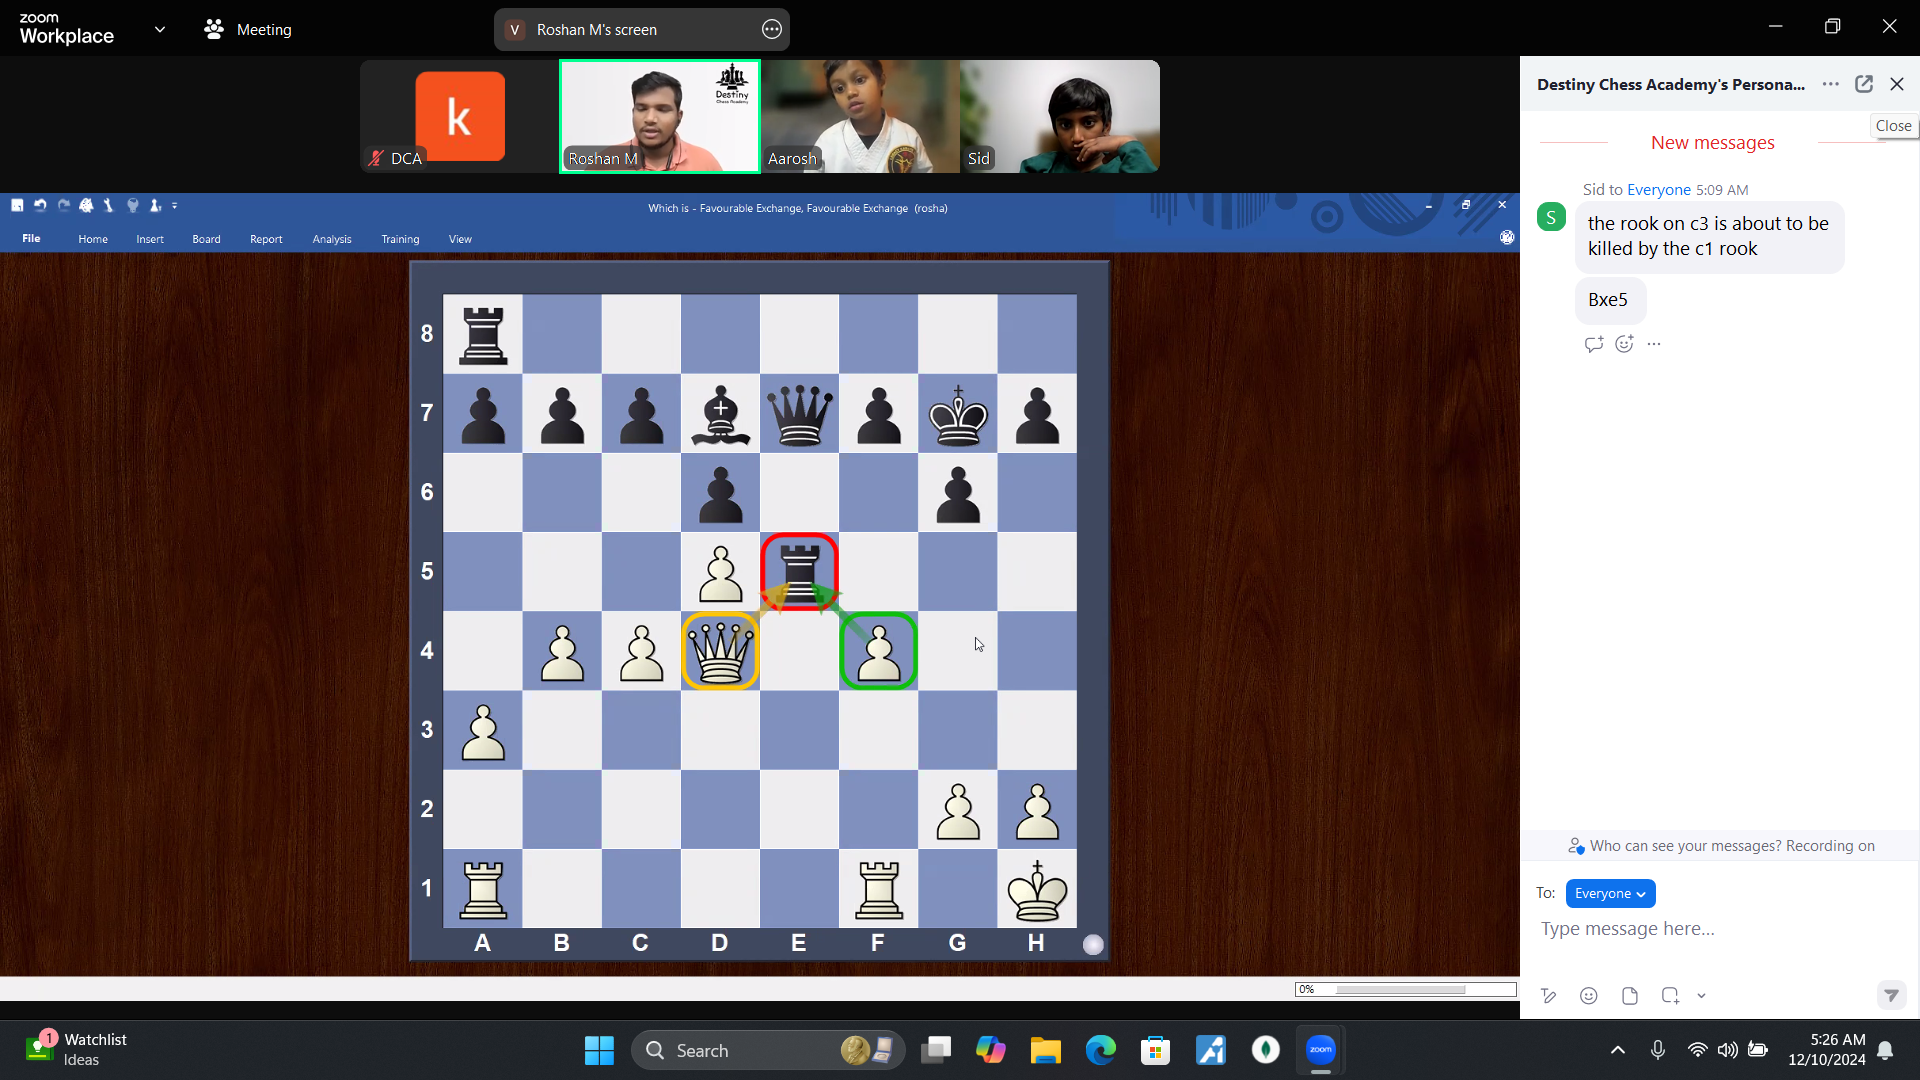 zoom
Workplace
Meeting
V Roshan M's screen
k
DCA
Destiny
Chess Academy
Roshan M
Aarosh
Sid
Destiny Chess Academy's Persona...
Close
New messages
Sid to Everyone 5:09 AM
S
the rook on c3 is about to be
killed by the c1 rook
Bxe5
Which is - Favourable Exchange, Favourable Exchange (rosha)
File Home Insert Board Report Analysis Training View
8
7
6
5
4
3
2
1
A B C D E F G H
0%
Who can see your messages? Recording on
To: Everyone
Type message here...
1
Watchlist
Ideas
Search
zoom
5:26 AM
12/10/2024